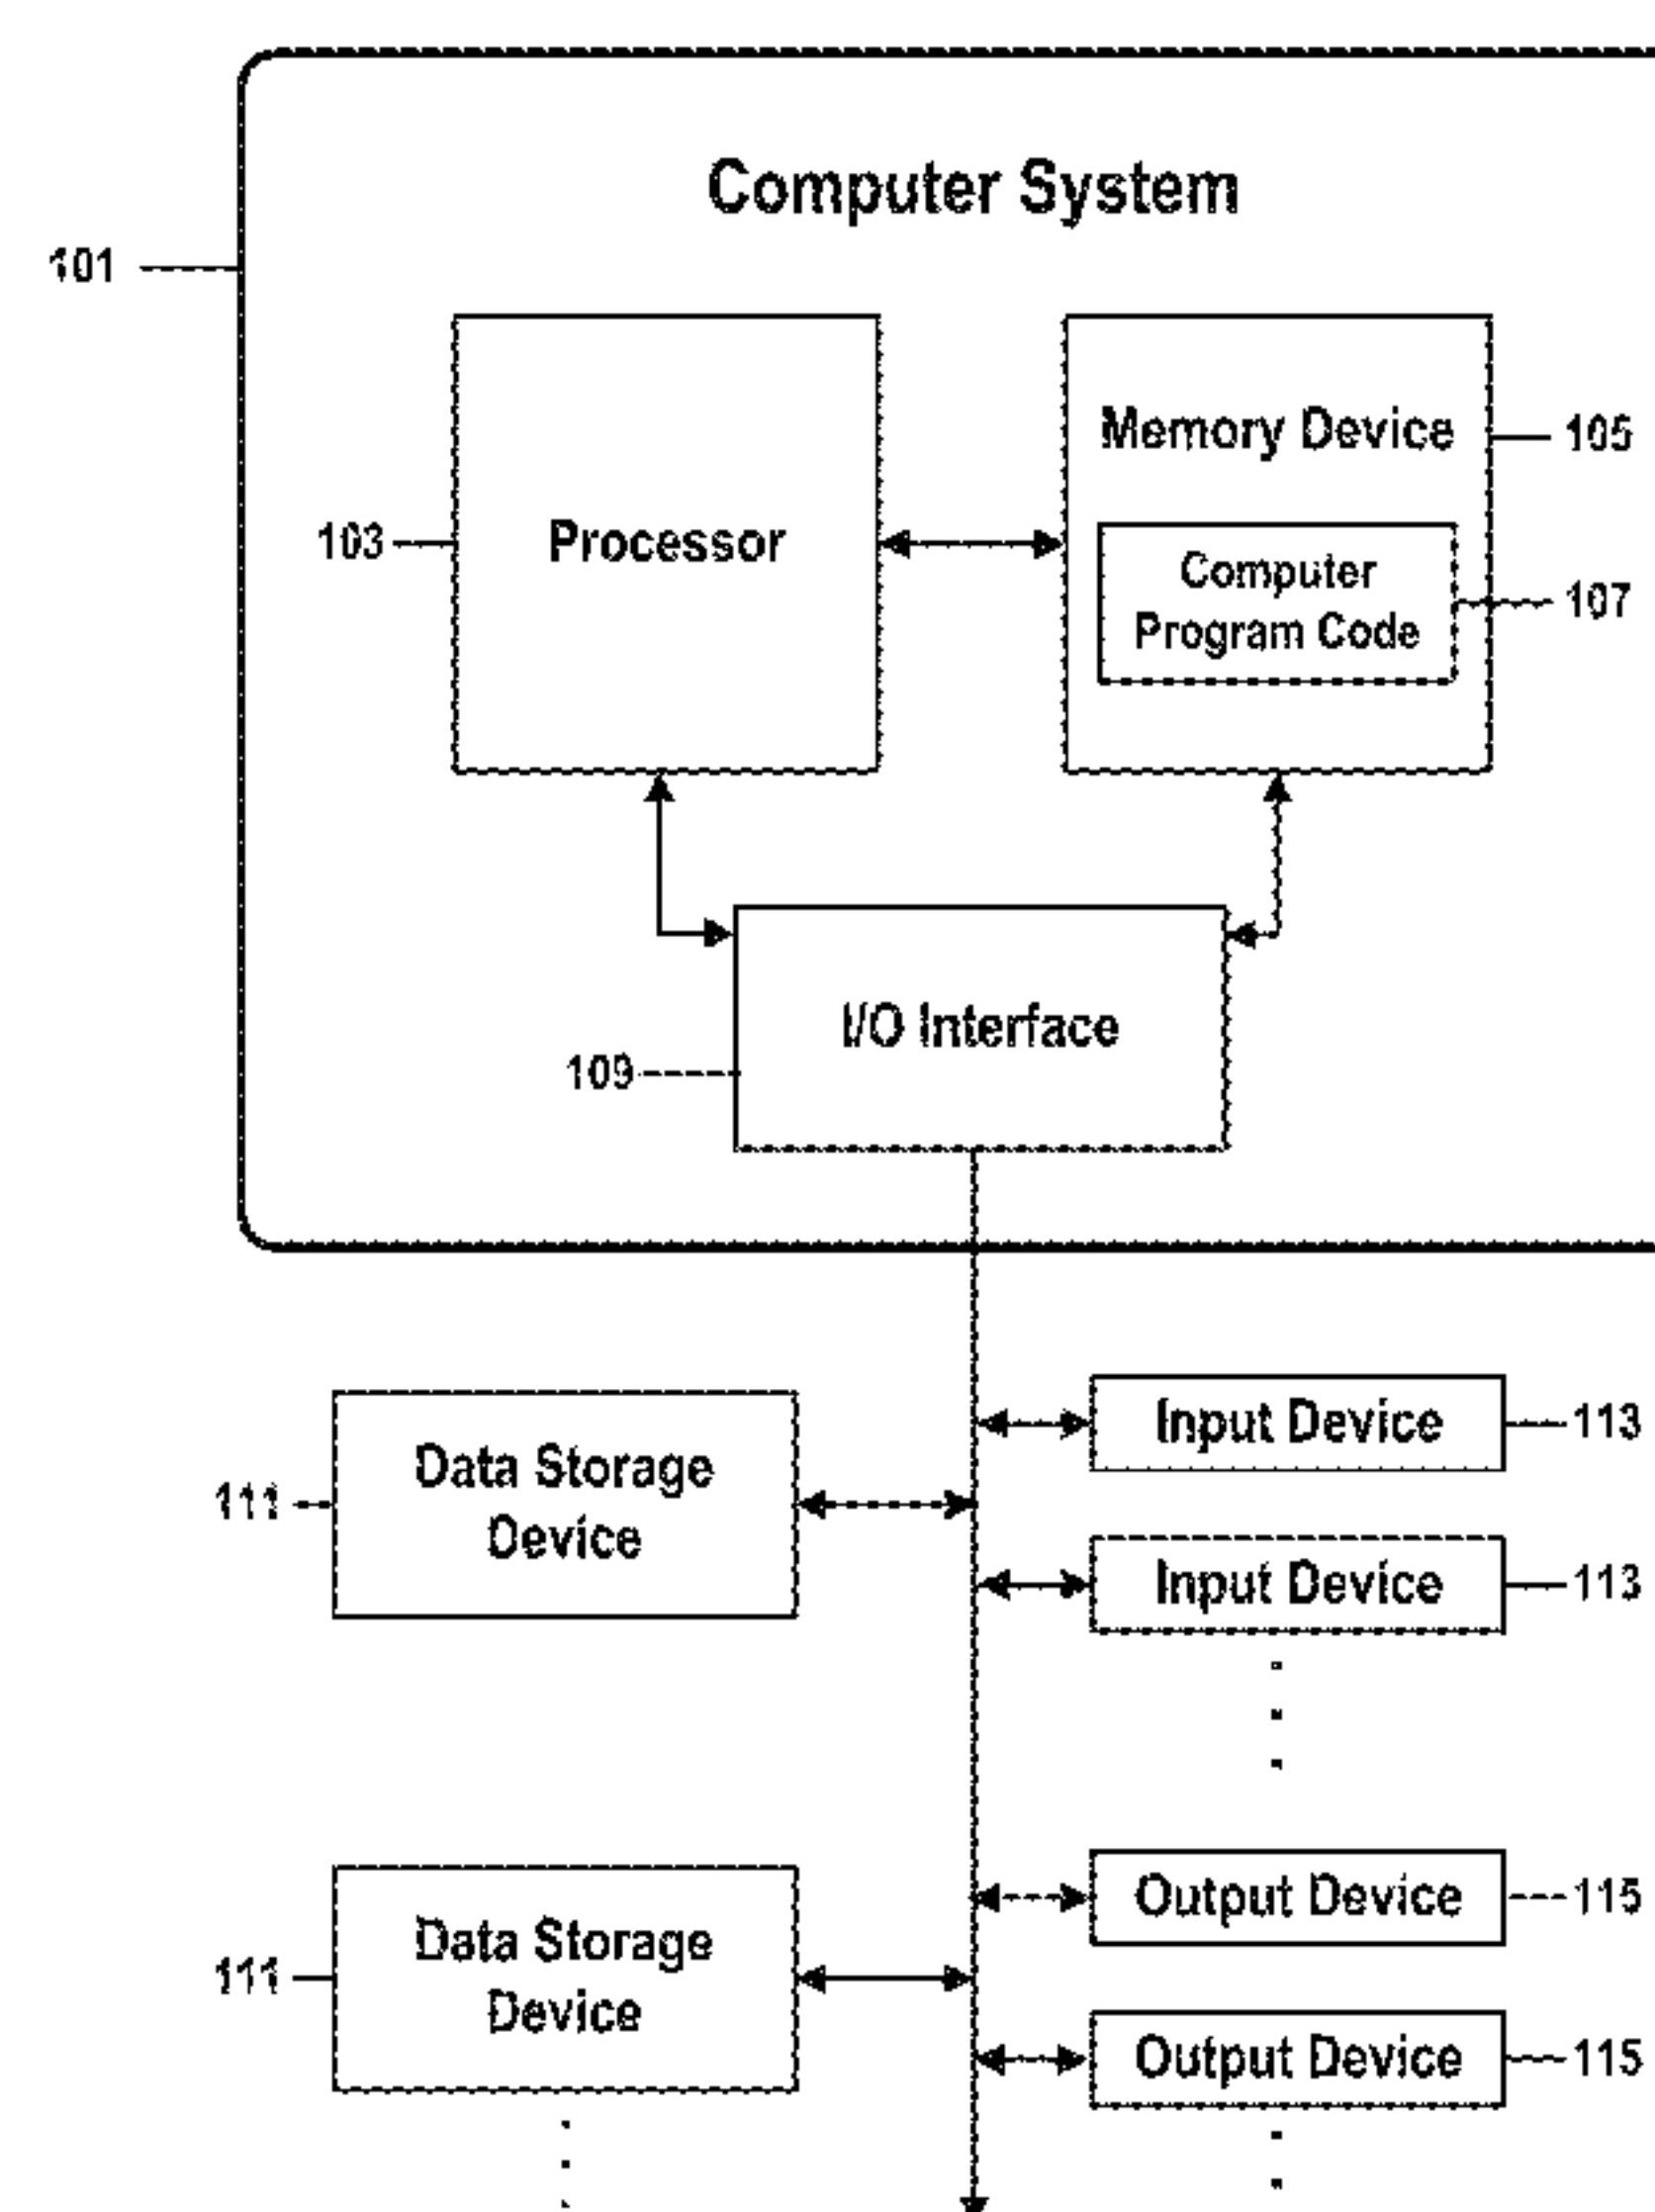 Computer System
101
Memory Device
105
103
Processor
Computer
Program Code
107
I/O Interface
109
Input Device
113
Data Storage
Device
111
Input Device
113
Output Device
115
Data Storage
Device
111
Output Device
115